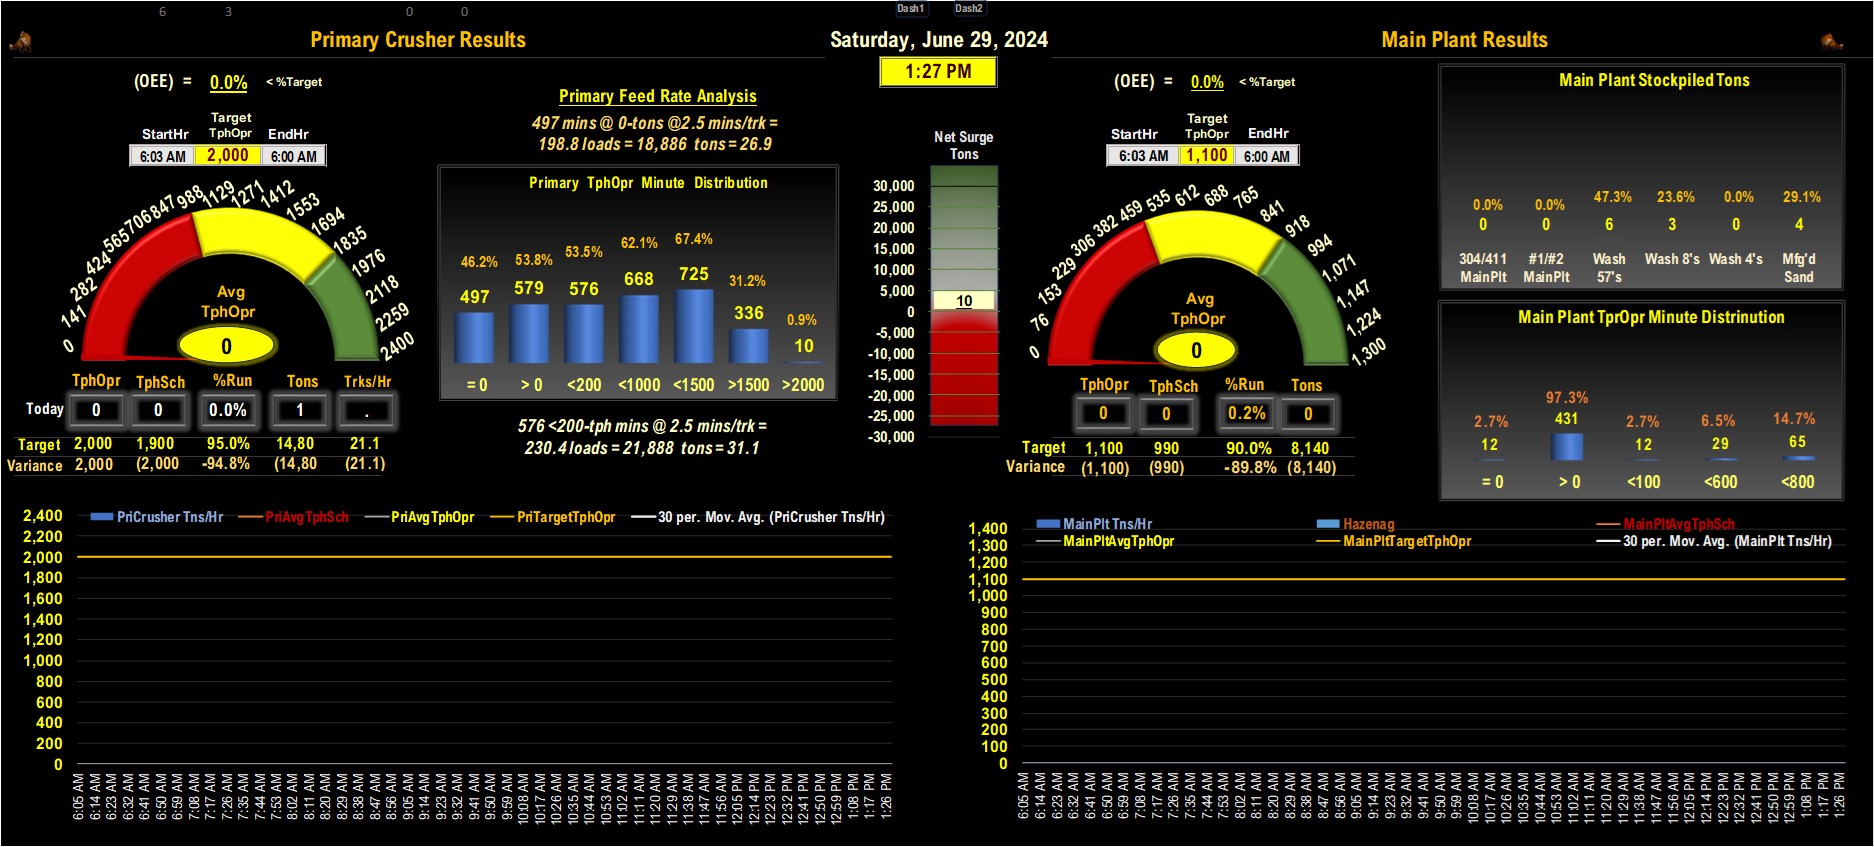 6 3 0 0 Dash1 Dash2
Primary Crusher Results
Saturday, June 29, 2024
Main Plant Results
1:27 PM
(OEE) = 0.0% < %Target
Target
StartHr TphOpr EndHr
6:03 AM 2,000 6:00 AM
0 141 282 424 565 706 847 988 1129 1271 1412 1553 1694 1835 1976 2118 2259 2400
Avg
TphOpr
0
TphOpr TphSch %Run Tons Trks/Hr
Today 0 0 0.0% 1 .
Target 2,000 1,900 95.0% 14,80 21.1
Variance 2,000 (2,000 -94.8% (14,80 (21.1)
Primary Feed Rate Analysis
497 mins @ 0-tons @2.5 mins/trk =
198.8 loads = 18,886 tons = 26.9
Primary TphOpr Minute Distribution
46.2% 53.8% 53.5% 62.1% 67.4% 31.2% 0.9%
497 579 576 668 725 336 10
= 0 > 0 <200 <1000 <1500 >1500 >2000
576 <200-tph mins @ 2.5 mins/trk =
230.4 loads = 21,888 tons = 31.1
Net Surge
Tons
30,000
25,000
20,000
15,000
10,000
5,000
10
0
-5,000
-10,000
-15,000
-20,000
-25,000
-30,000
(OEE) = 0.0% < %Target
Target
StartHr TphOpr EndHr
6:03 AM 1,100 6:00 AM
0 76 153 229 306 382 459 535 612 688 765 841 918 994 1,071 1,147 1,224 1,300
Avg
TphOpr
0
TphOpr TphSch %Run Tons
0 0 0.2% 0
Target 1,100 990 90.0% 8,140
Variance (1,100) (990) -89.8% (8,140)
Main Plant Stockpiled Tons
0.0% 0.0% 47.3% 23.6% 0.0% 29.1%
0 0 6 3 0 4
304/411 #1/#2 Wash Wash 8's Wash 4's Mfg'd
MainPlt MainPlt 57's Sand
Main Plant TprOpr Minute Distrinution
2.7% 97.3% 2.7% 6.5% 14.7%
12 431 12 29 65
= 0 > 0 <100 <600 <800
PriCrusher Tns/Hr PriAvgTphSch PriAvgTphOpr PriTargetTphOpr 30 per. Mov. Avg. (PriCrusher Tns/Hr)
2,400
2,200
2,000
1,800
1,600
1,400
1,200
1,000
800
600
400
200
0
6:05 AM 6:14 AM 6:23 AM 6:32 AM 6:41 AM 6:50 AM 6:59 AM 7:08 AM 7:17 AM 7:26 AM 7:35 AM 7:44 AM 7:53 AM 8:02 AM 8:11 AM 8:20 AM 8:29 AM 8:38 AM 8:47 AM 8:56 AM 9:05 AM 9:14 AM 9:23 AM 9:32 AM 9:41 AM 9:50 AM 9:59 AM 10:08 AM 10:17 AM 10:26 AM 10:35 AM 10:44 AM 10:53 AM 11:02 AM 11:11 AM 11:20 AM 11:29 AM 11:38 AM 11:47 AM 11:56 AM 12:05 PM 12:14 PM 12:23 PM 12:32 PM 12:41 PM 12:50 PM 12:59 PM 1:08 PM 1:17 PM 1:26 PM
MainPlt Tns/Hr Hazenag MainPltAvgTphSch
MainPltAvgTphOpr MainPltTargetTphOpr 30 per. Mov. Avg. (MainPlt Tns/Hr)
1,400
1,300
1,200
1,100
1,000
900
800
700
600
500
400
300
200
100
0
6:05 AM 6:14 AM 6:23 AM 6:32 AM 6:41 AM 6:50 AM 6:59 AM 7:08 AM 7:17 AM 7:26 AM 7:35 AM 7:44 AM 7:53 AM 8:02 AM 8:11 AM 8:20 AM 8:29 AM 8:38 AM 8:47 AM 8:56 AM 9:05 AM 9:14 AM 9:23 AM 9:32 AM 9:41 AM 9:50 AM 9:59 AM 10:08 AM 10:17 AM 10:26 AM 10:35 AM 10:44 AM 10:53 AM 11:02 AM 11:11 AM 11:20 AM 11:29 AM 11:38 AM 11:47 AM 11:56 AM 12:05 PM 12:14 PM 12:23 PM 12:32 PM 12:41 PM 12:50 PM 12:59 PM 1:08 PM 1:17 PM 1:26 PM